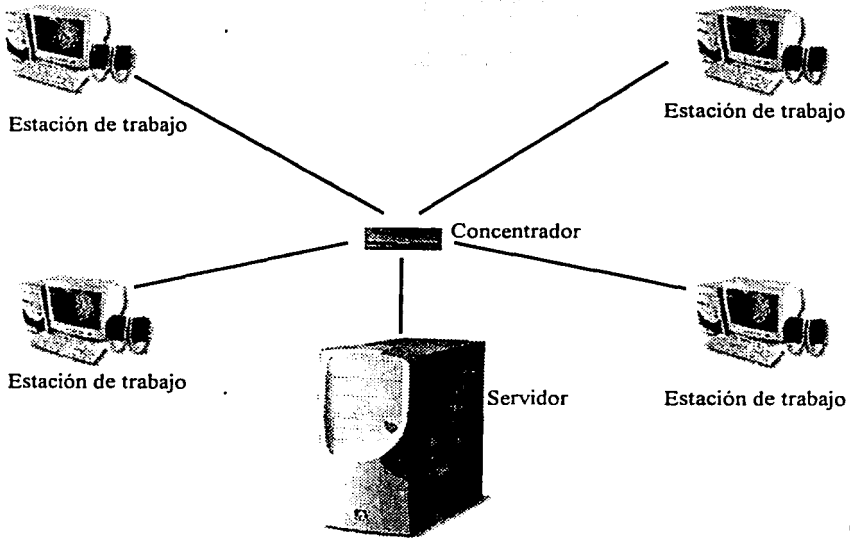 Estación de trabajo
Estación de trabajo
Concentrador
Estación de trabajo
Servidor
Estación de trabajo